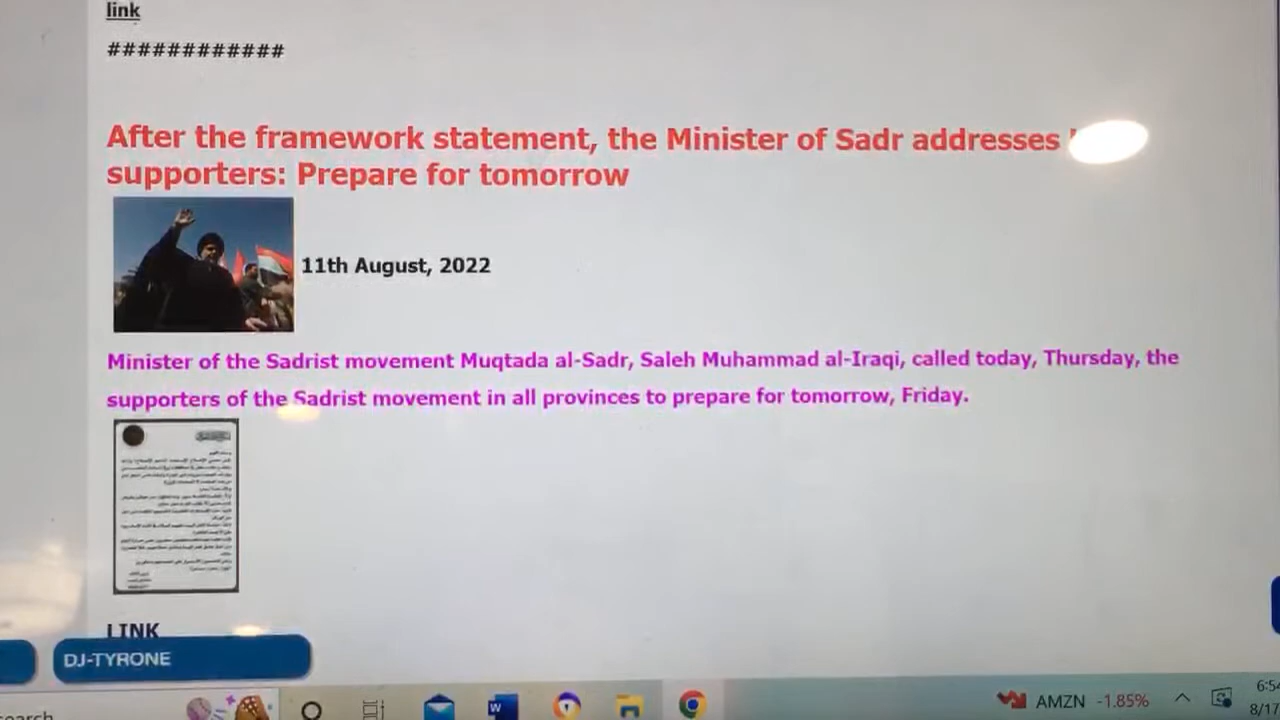 link
############
After the framework statement, the Minister of Sadr addresses
supporters: Prepare for tomorrow
11th August, 2022
Minister of the Sadrist movement Muqtada al-Sadr, Saleh Muhammad al-Iraqi, called today, Thursday, the
supporters of the Sadrist movement in all provinces to prepare for tomorrow, Friday.
LINK
DJ-TYRONE
AMZN -1.85%